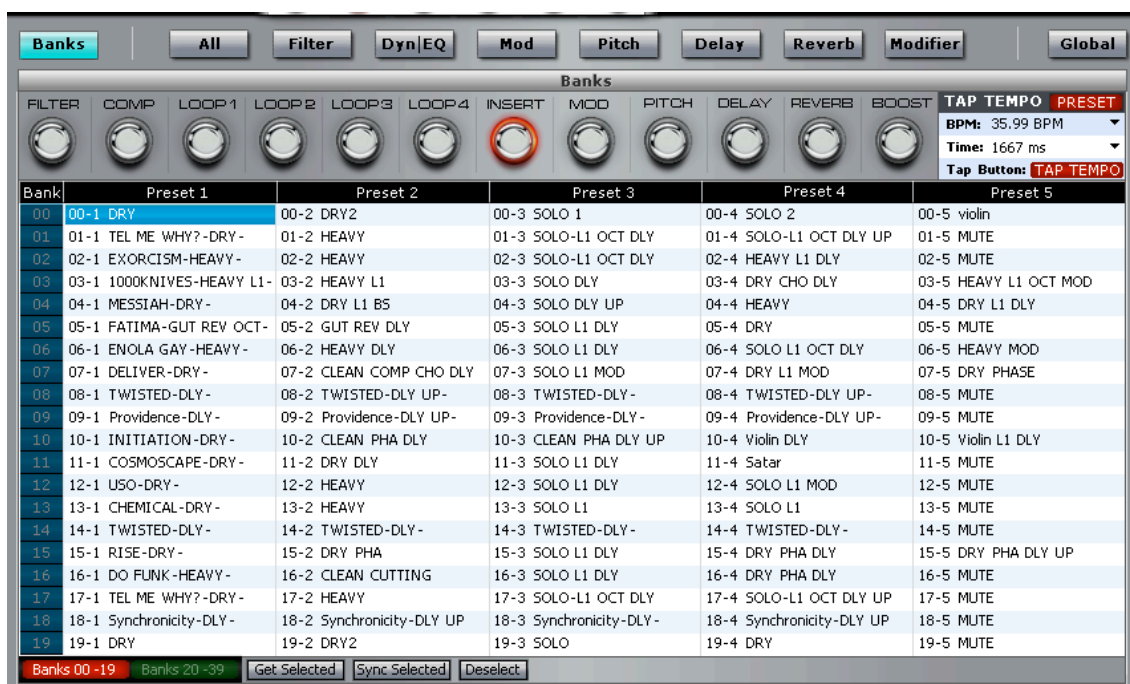 Banks All Filter Dyn|EQ Mod Pitch Delay Reverb Modifier Global
Banks
FILTER COMP LOOP1 LOOP2 LOOP3 LOOP4 INSERT MOD PITCH DELAY REVERB BOOST TAP TEMPO PRESET
BPM: 35.99 BPM
Time: 1667 ms
Tap Button: TAP TEMPO
Bank Preset 1 Preset 2 Preset 3 Preset 4 Preset 5
00 00-1 DRY 00-2 DRY2 00-3 SOLO 1 00-4 SOLO 2 00-5 violin
01 01-1 TEL ME WHY?-DRY- 01-2 HEAVY 01-3 SOLO-L1 OCT DLY 01-4 SOLO-L1 OCT DLY UP 01-5 MUTE
02 02-1 EXORCISM-HEAVY- 02-2 HEAVY 02-3 SOLO-L1 OCT DLY 02-4 HEAVY L1 DLY 02-5 MUTE
03 03-1 1000KNIVES-HEAVY L1- 03-2 HEAVY L1 03-3 SOLO DLY 03-4 DRY CHO DLY 03-5 HEAVY L1 OCT MOD
04 04-1 MESSIAH-DRY- 04-2 DRY L1 BS 04-3 SOLO DLY UP 04-4 HEAVY 04-5 DRY L1 DLY
05 05-1 FATIMA-GUT REV OCT- 05-2 GUT REV DLY 05-3 SOLO L1 DLY 05-4 DRY 05-5 MUTE
06 06-1 ENOLA GAY-HEAVY- 06-2 HEAVY DLY 06-3 SOLO L1 DLY 06-4 SOLO L1 OCT DLY 06-5 HEAVY MOD
07 07-1 DELIVER-DRY- 07-2 CLEAN COMP CHO DLY 07-3 SOLO L1 MOD 07-4 DRY L1 MOD 07-5 DRY PHASE
08 08-1 TWISTED-DLY- 08-2 TWISTED-DLY UP- 08-3 TWISTED-DLY- 08-4 TWISTED-DLY UP- 08-5 MUTE
09 09-1 Providence-DLY- 09-2 Providence-DLY UP- 09-3 Providence-DLY- 09-4 Providence-DLY UP- 09-5 MUTE
10 10-1 INITIATION-DRY- 10-2 CLEAN PHA DLY 10-3 CLEAN PHA DLY UP 10-4 Violin DLY 10-5 Violin L1 DLY
11 11-1 COSMOSCAPE-DRY- 11-2 DRY DLY 11-3 SOLO L1 DLY 11-4 Satar 11-5 MUTE
12 12-1 USO-DRY- 12-2 HEAVY 12-3 SOLO L1 DLY 12-4 SOLO L1 MOD 12-5 MUTE
13 13-1 CHEMICAL-DRY- 13-2 HEAVY 13-3 SOLO L1 13-4 SOLO L1 13-5 MUTE
14 14-1 TWISTED-DLY- 14-2 TWISTED-DLY- 14-3 TWISTED-DLY- 14-4 TWISTED-DLY- 14-5 MUTE
15 15-1 RISE-DRY- 15-2 DRY PHA 15-3 SOLO L1 DLY 15-4 DRY PHA DLY 15-5 DRY PHA DLY UP
16 16-1 DO FUNK-HEAVY- 16-2 CLEAN CUTTING 16-3 SOLO L1 DLY 16-4 DRY PHA DLY 16-5 MUTE
17 17-1 TEL ME WHY?-DRY- 17-2 HEAVY 17-3 SOLO-L1 OCT DLY 17-4 SOLO-L1 OCT DLY UP 17-5 MUTE
18 18-1 Synchronicity-DLY- 18-2 Synchronicity-DLY UP 18-3 Synchronicity-DLY- 18-4 Synchronicity-DLY UP 18-5 MUTE
19 19-1 DRY 19-2 DRY2 19-3 SOLO 19-4 DRY 19-5 MUTE
Banks 00 -19 Banks 20 -39 Get Selected Sync Selected Deselect